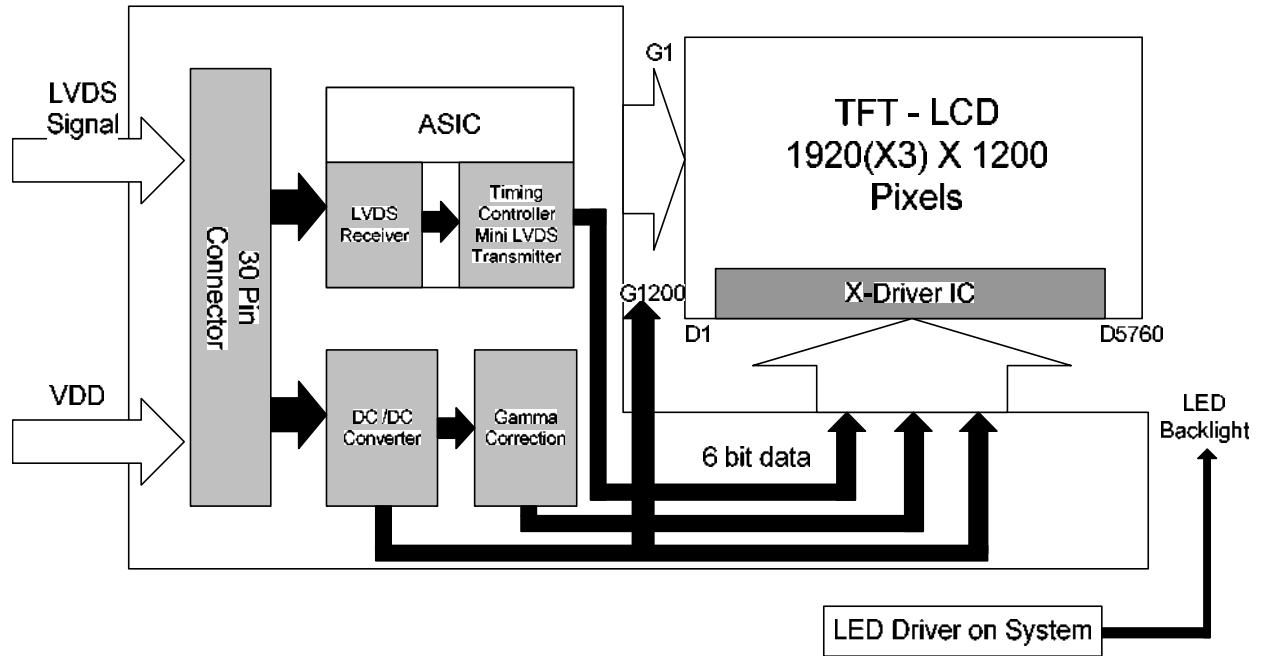 LVDS
Signal
VDD
30 Pin
Connector
ASIC
LVDS
Receiver
Timing
Controller
Mini LVDS
Transmitter
DC /DC
Converter
Gamma
Correction
G1
G1200
TFT - LCD
1920(X3) X 1200
Pixels
X-Driver IC
D1
D5760
6 bit data
LED
Backlight
LED Driver on System